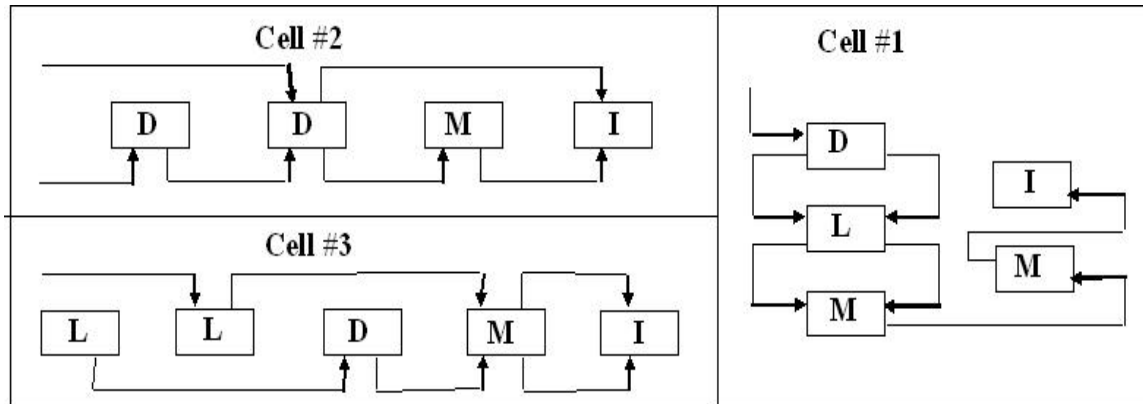 Cell #2
D D M I
Cell #3
L L D M I
Cell #1
D
I
L
M
M